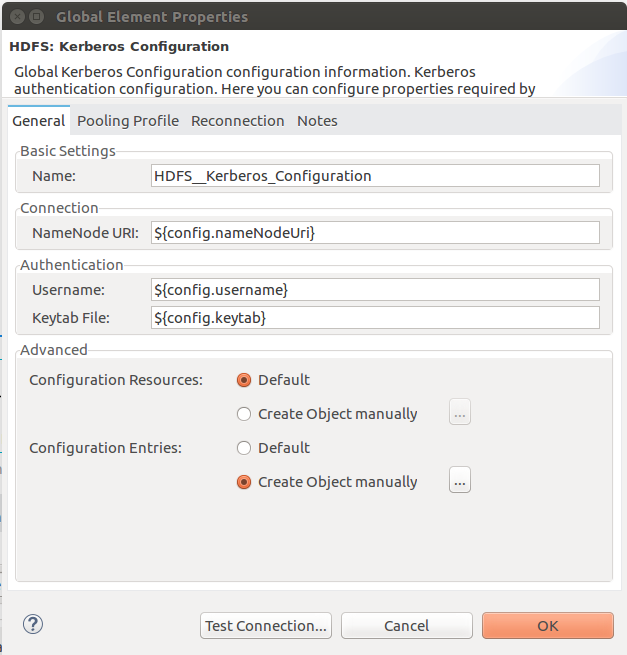 Global Element Properties
HDFS: Kerberos Configuration
Global Kerberos Configuration configuration information. Kerberos
authentication configuration. Here you can configure properties required by
General Pooling Profile Reconnection Notes
Basic Settings
Name: HDFS__Kerberos_Configuration
Connection
NameNode URI: ${config.nameNodeUri}
Authentication
Username: ${config.username}
Keytab File: ${config.keytab}
Advanced
Configuration Resources: Default
Create Object manually ...
Configuration Entries: Default
Create Object manually ...
? Test Connection... Cancel OK